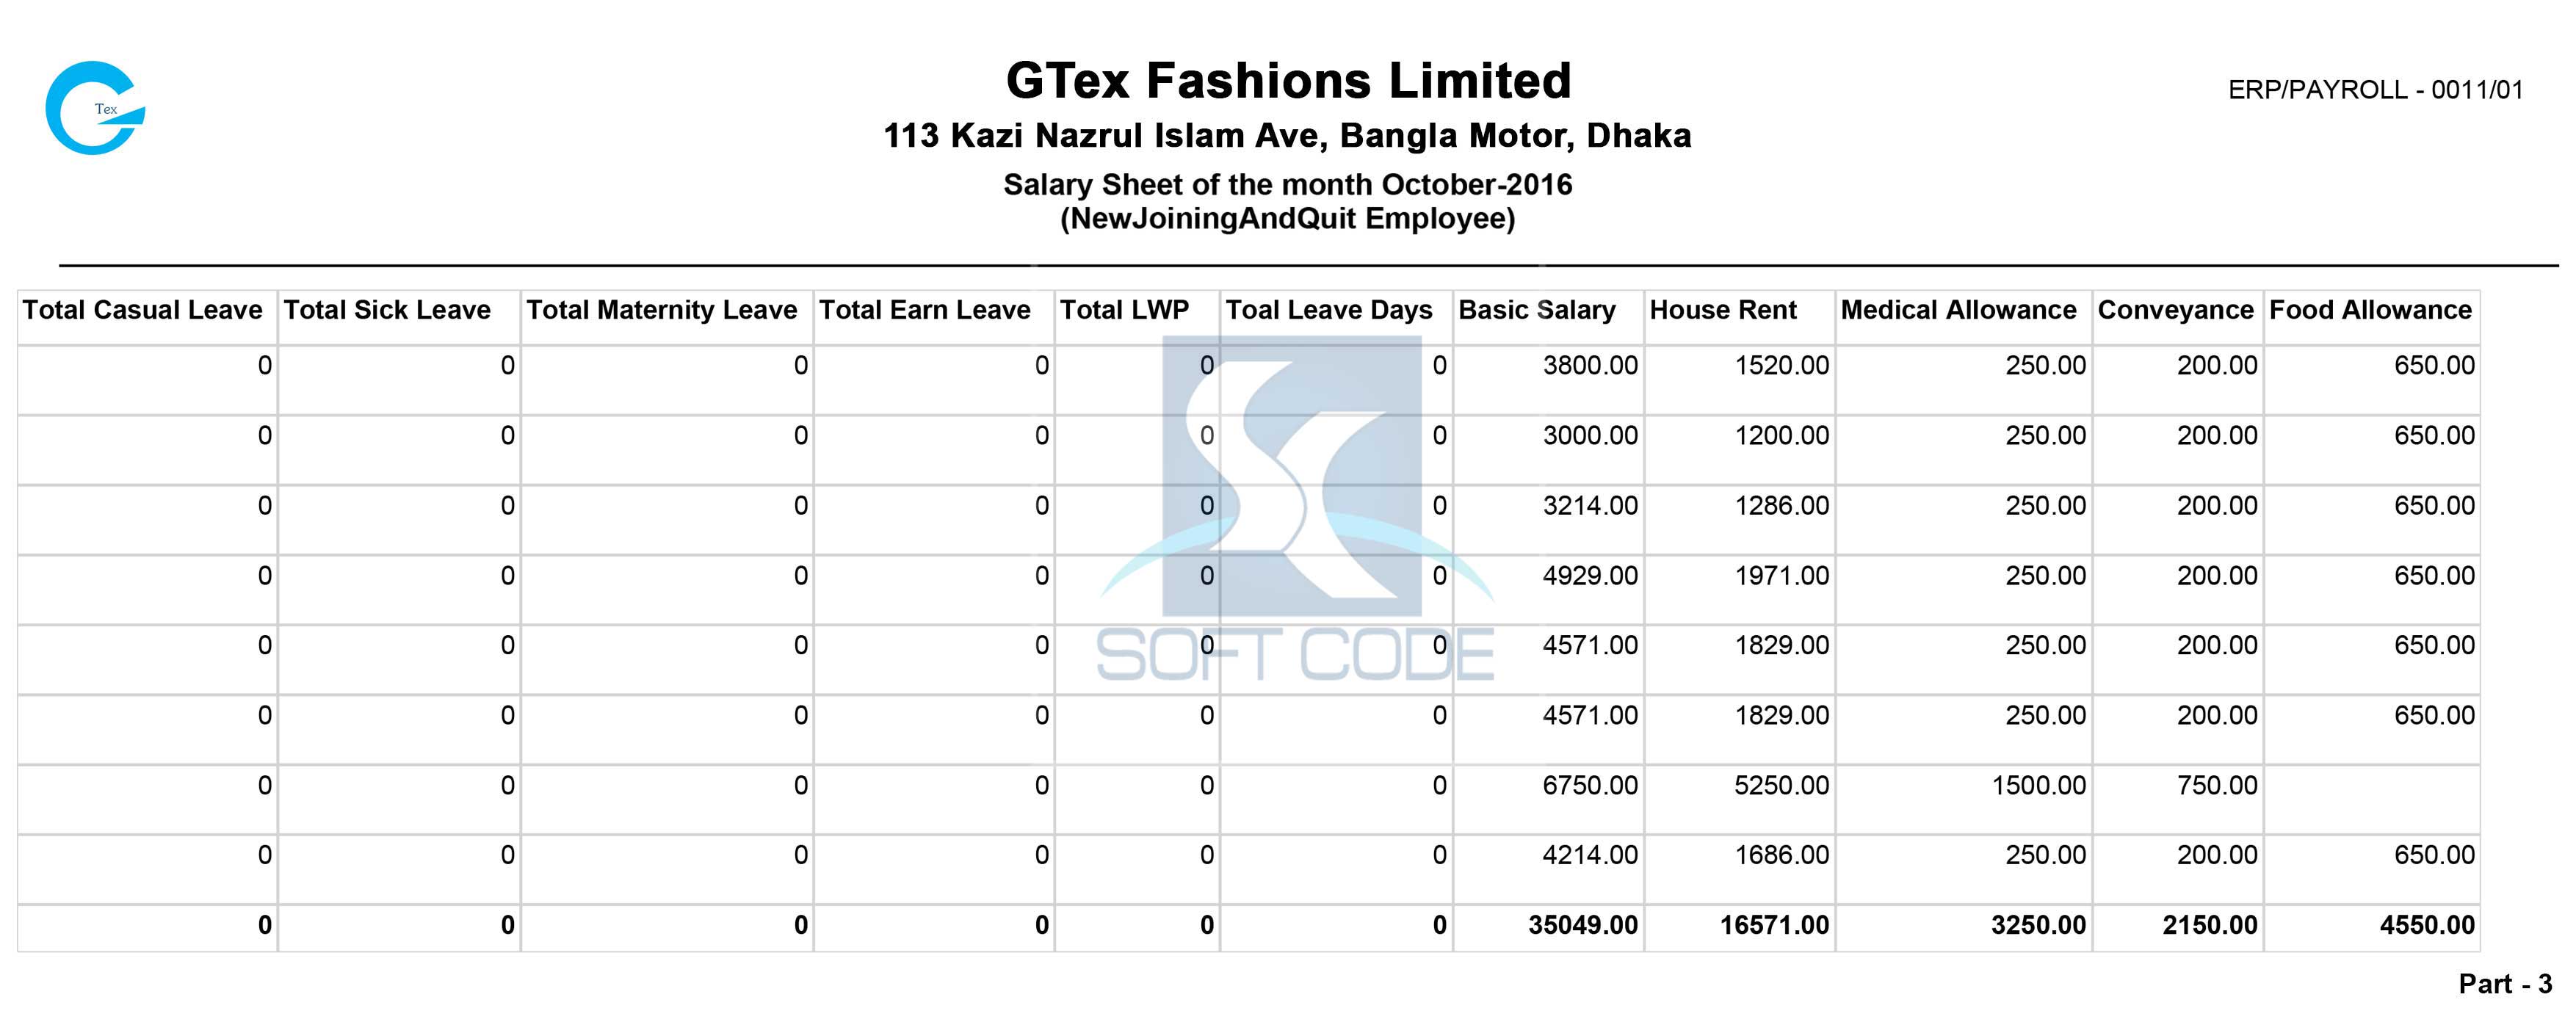 Tex
GTex Fashions Limited
ERP/PAYROLL - 0011/01
113 Kazi Nazrul Islam Ave, Bangla Motor, Dhaka
Salary Sheet of the month October-2016
(NewJoiningAndQuit Employee)
Total Casual Leave Total Sick Leave Total Maternity Leave Total Earn Leave Total LWP Toal Leave Days Basic Salary House Rent Medical Allowance Conveyance Food Allowance
0 0 0 0 0 0 3800.00 1520.00 250.00 200.00 650.00
0 0 0 0 0 0 3000.00 1200.00 250.00 200.00 650.00
0 0 0 0 0 0 3214.00 1286.00 250.00 200.00 650.00
0 0 0 0 0 0 4929.00 1971.00 250.00 200.00 650.00
0 0 0 0 0 0 4571.00 1829.00 250.00 200.00 650.00
SOFT CODE
0 0 0 0 0 0 4571.00 1829.00 250.00 200.00 650.00
0 0 0 0 0 0 6750.00 5250.00 1500.00 750.00
0 0 0 0 0 0 4214.00 1686.00 250.00 200.00 650.00
0 0 0 0 0 0 35049.00 16571.00 3250.00 2150.00 4550.00
Part - 3